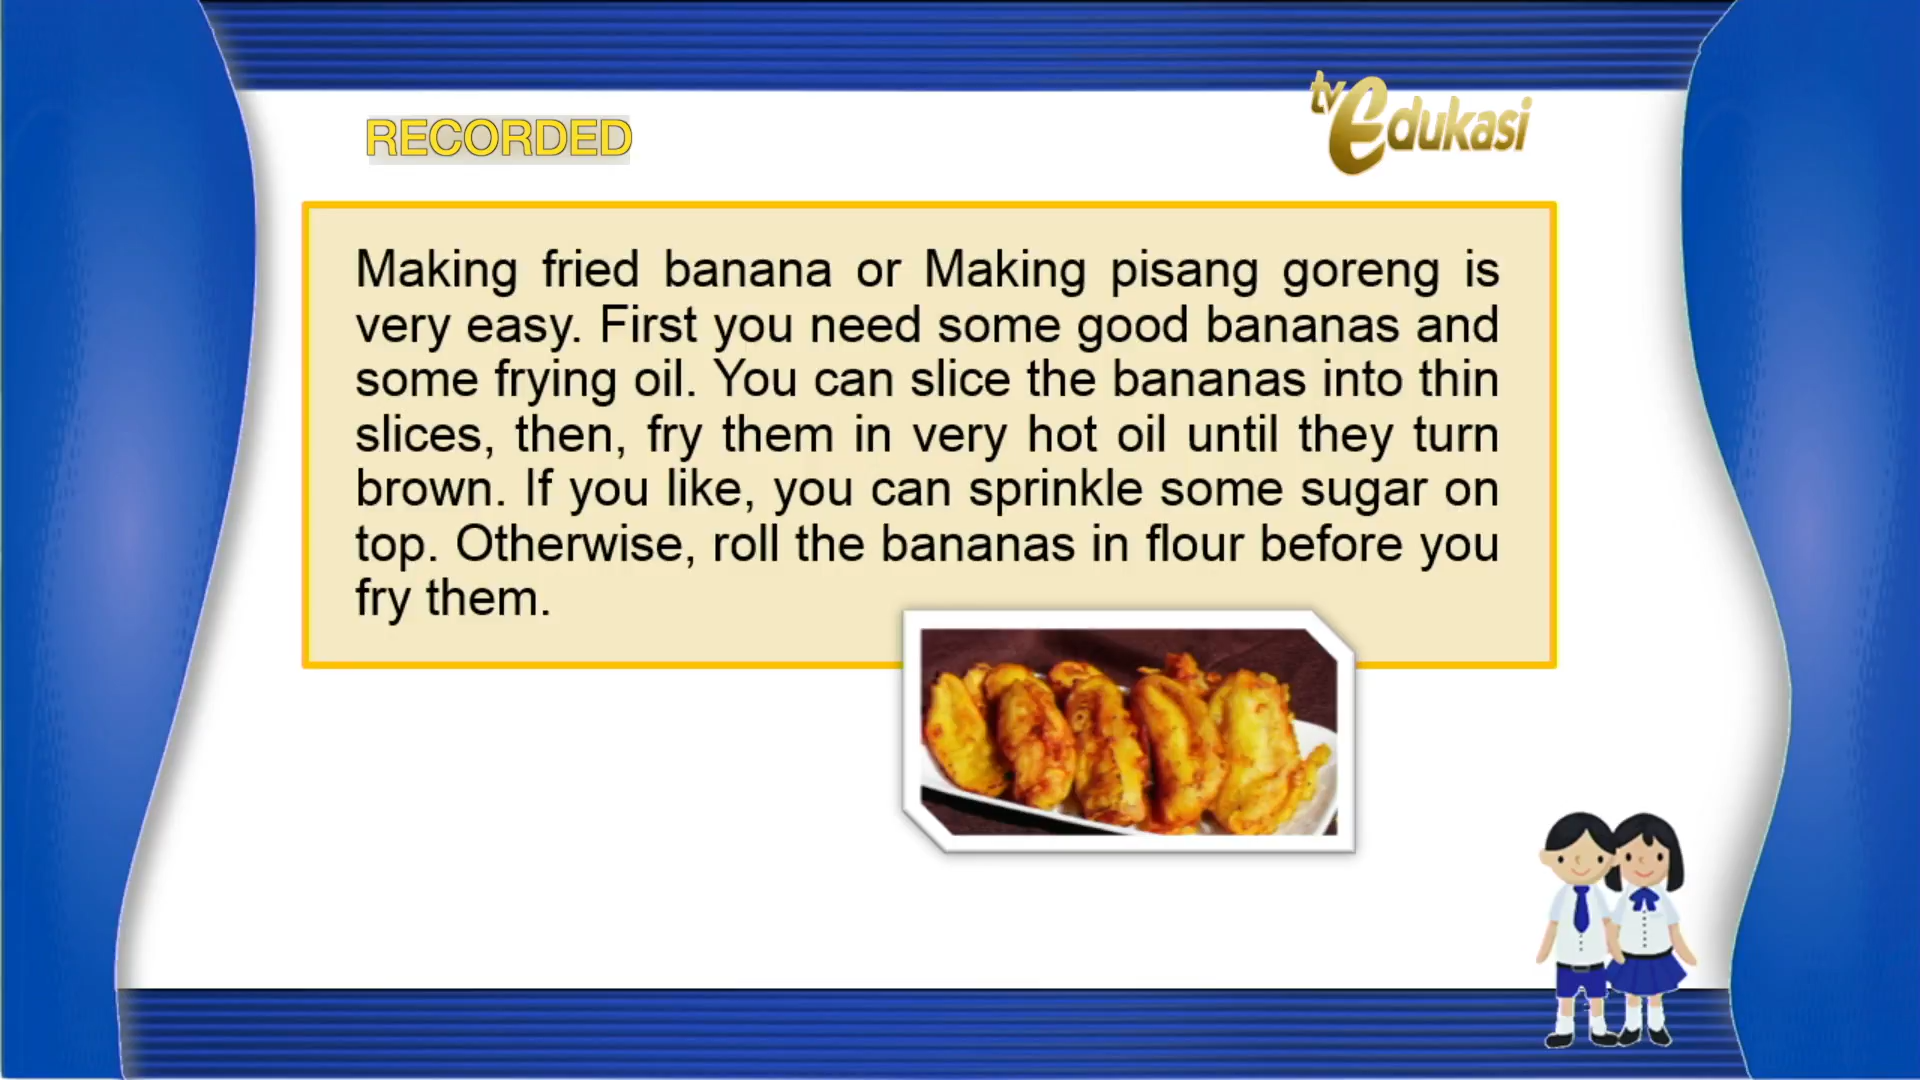 RECORDED
tv Edukasi
Making fried banana or Making pisang goreng is
very easy. First you need some good bananas and
some frying oil. You can slice the bananas into thin
slices, then, fry them in very hot oil until they turn
brown. If you like, you can sprinkle some sugar on
top. Otherwise, roll the bananas in flour before you
fry them.